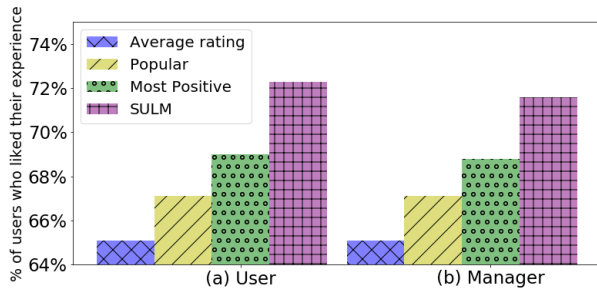 % of users who liked their experience
74%
72%
70%
68%
66%
64%
Average rating
Popular
Most Positive
SULM
(a) User
(b) Manager